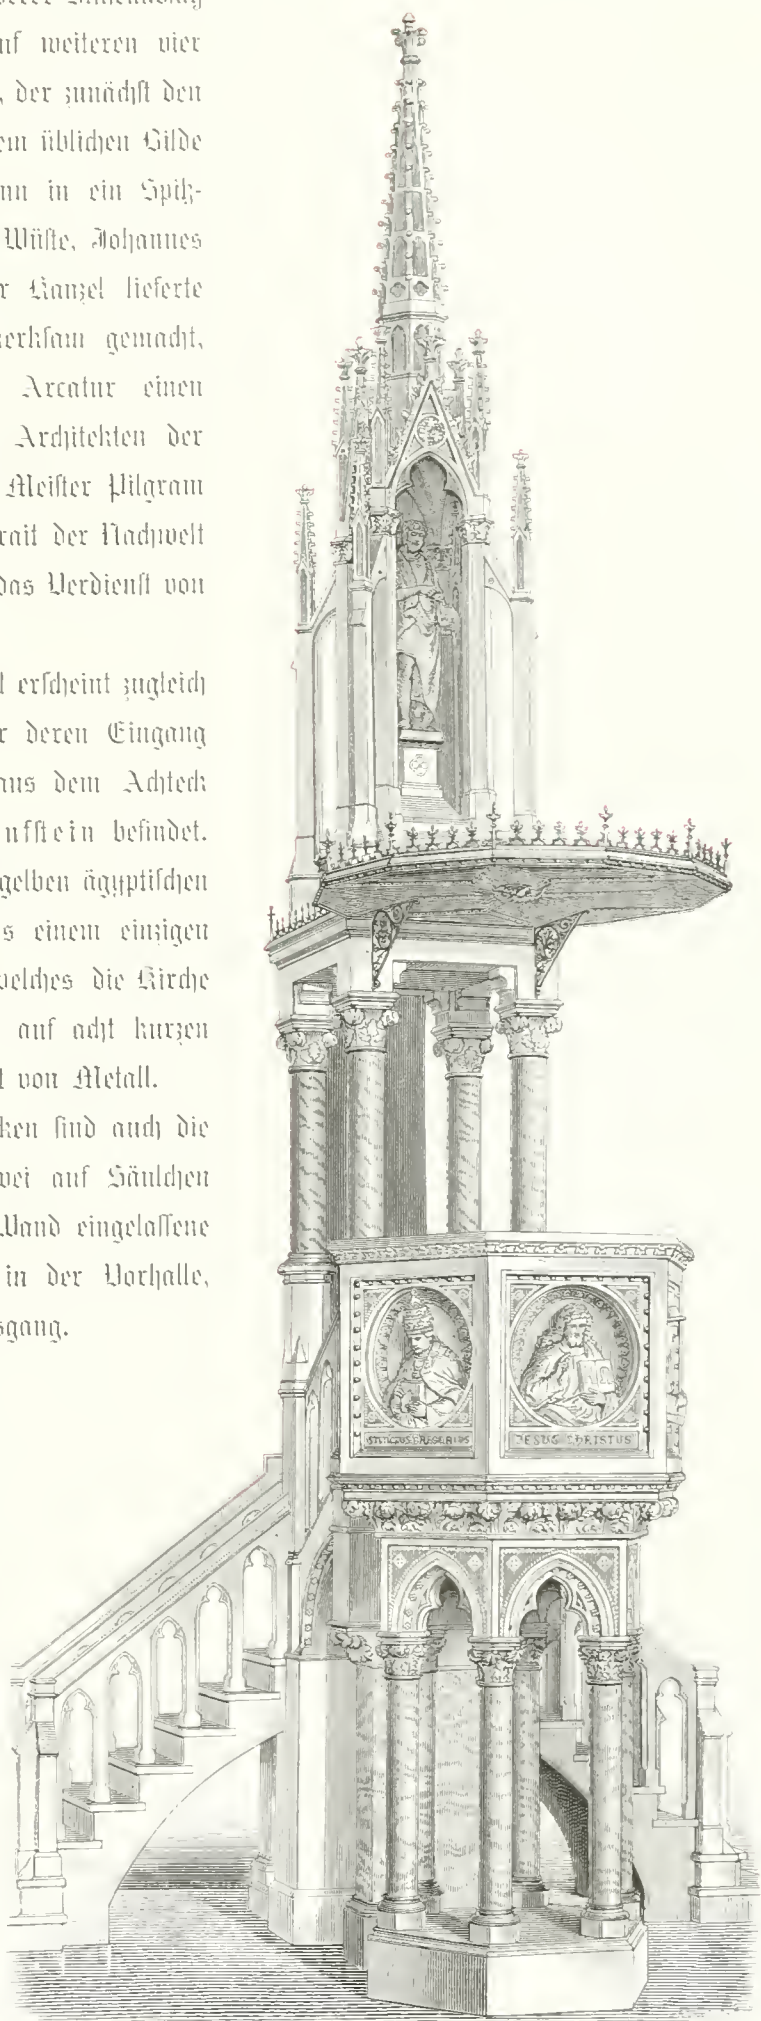 uf weiteren vier
, der zunächst den
em üblichen Bilde
nn in ein Spitz-
Wüste, Johannes
r Kanzel lieferte
merksam gemacht,
Arcatur einen
Architekten der
Meister Pilgram
rait der Nachwelt
das Verdienst von
l erscheint zugleich
r deren Eingang
aus dem Achteck
ufstein befindet.
gelben ägyptischen
s einem einzigen
welches die Kirche
auf acht kurzen
t von Metall.
ken sind auch die
wei auf Säulchen
Wand eingelassene
in der Vorhalle,
sgang.
JESUS CHRISTUS